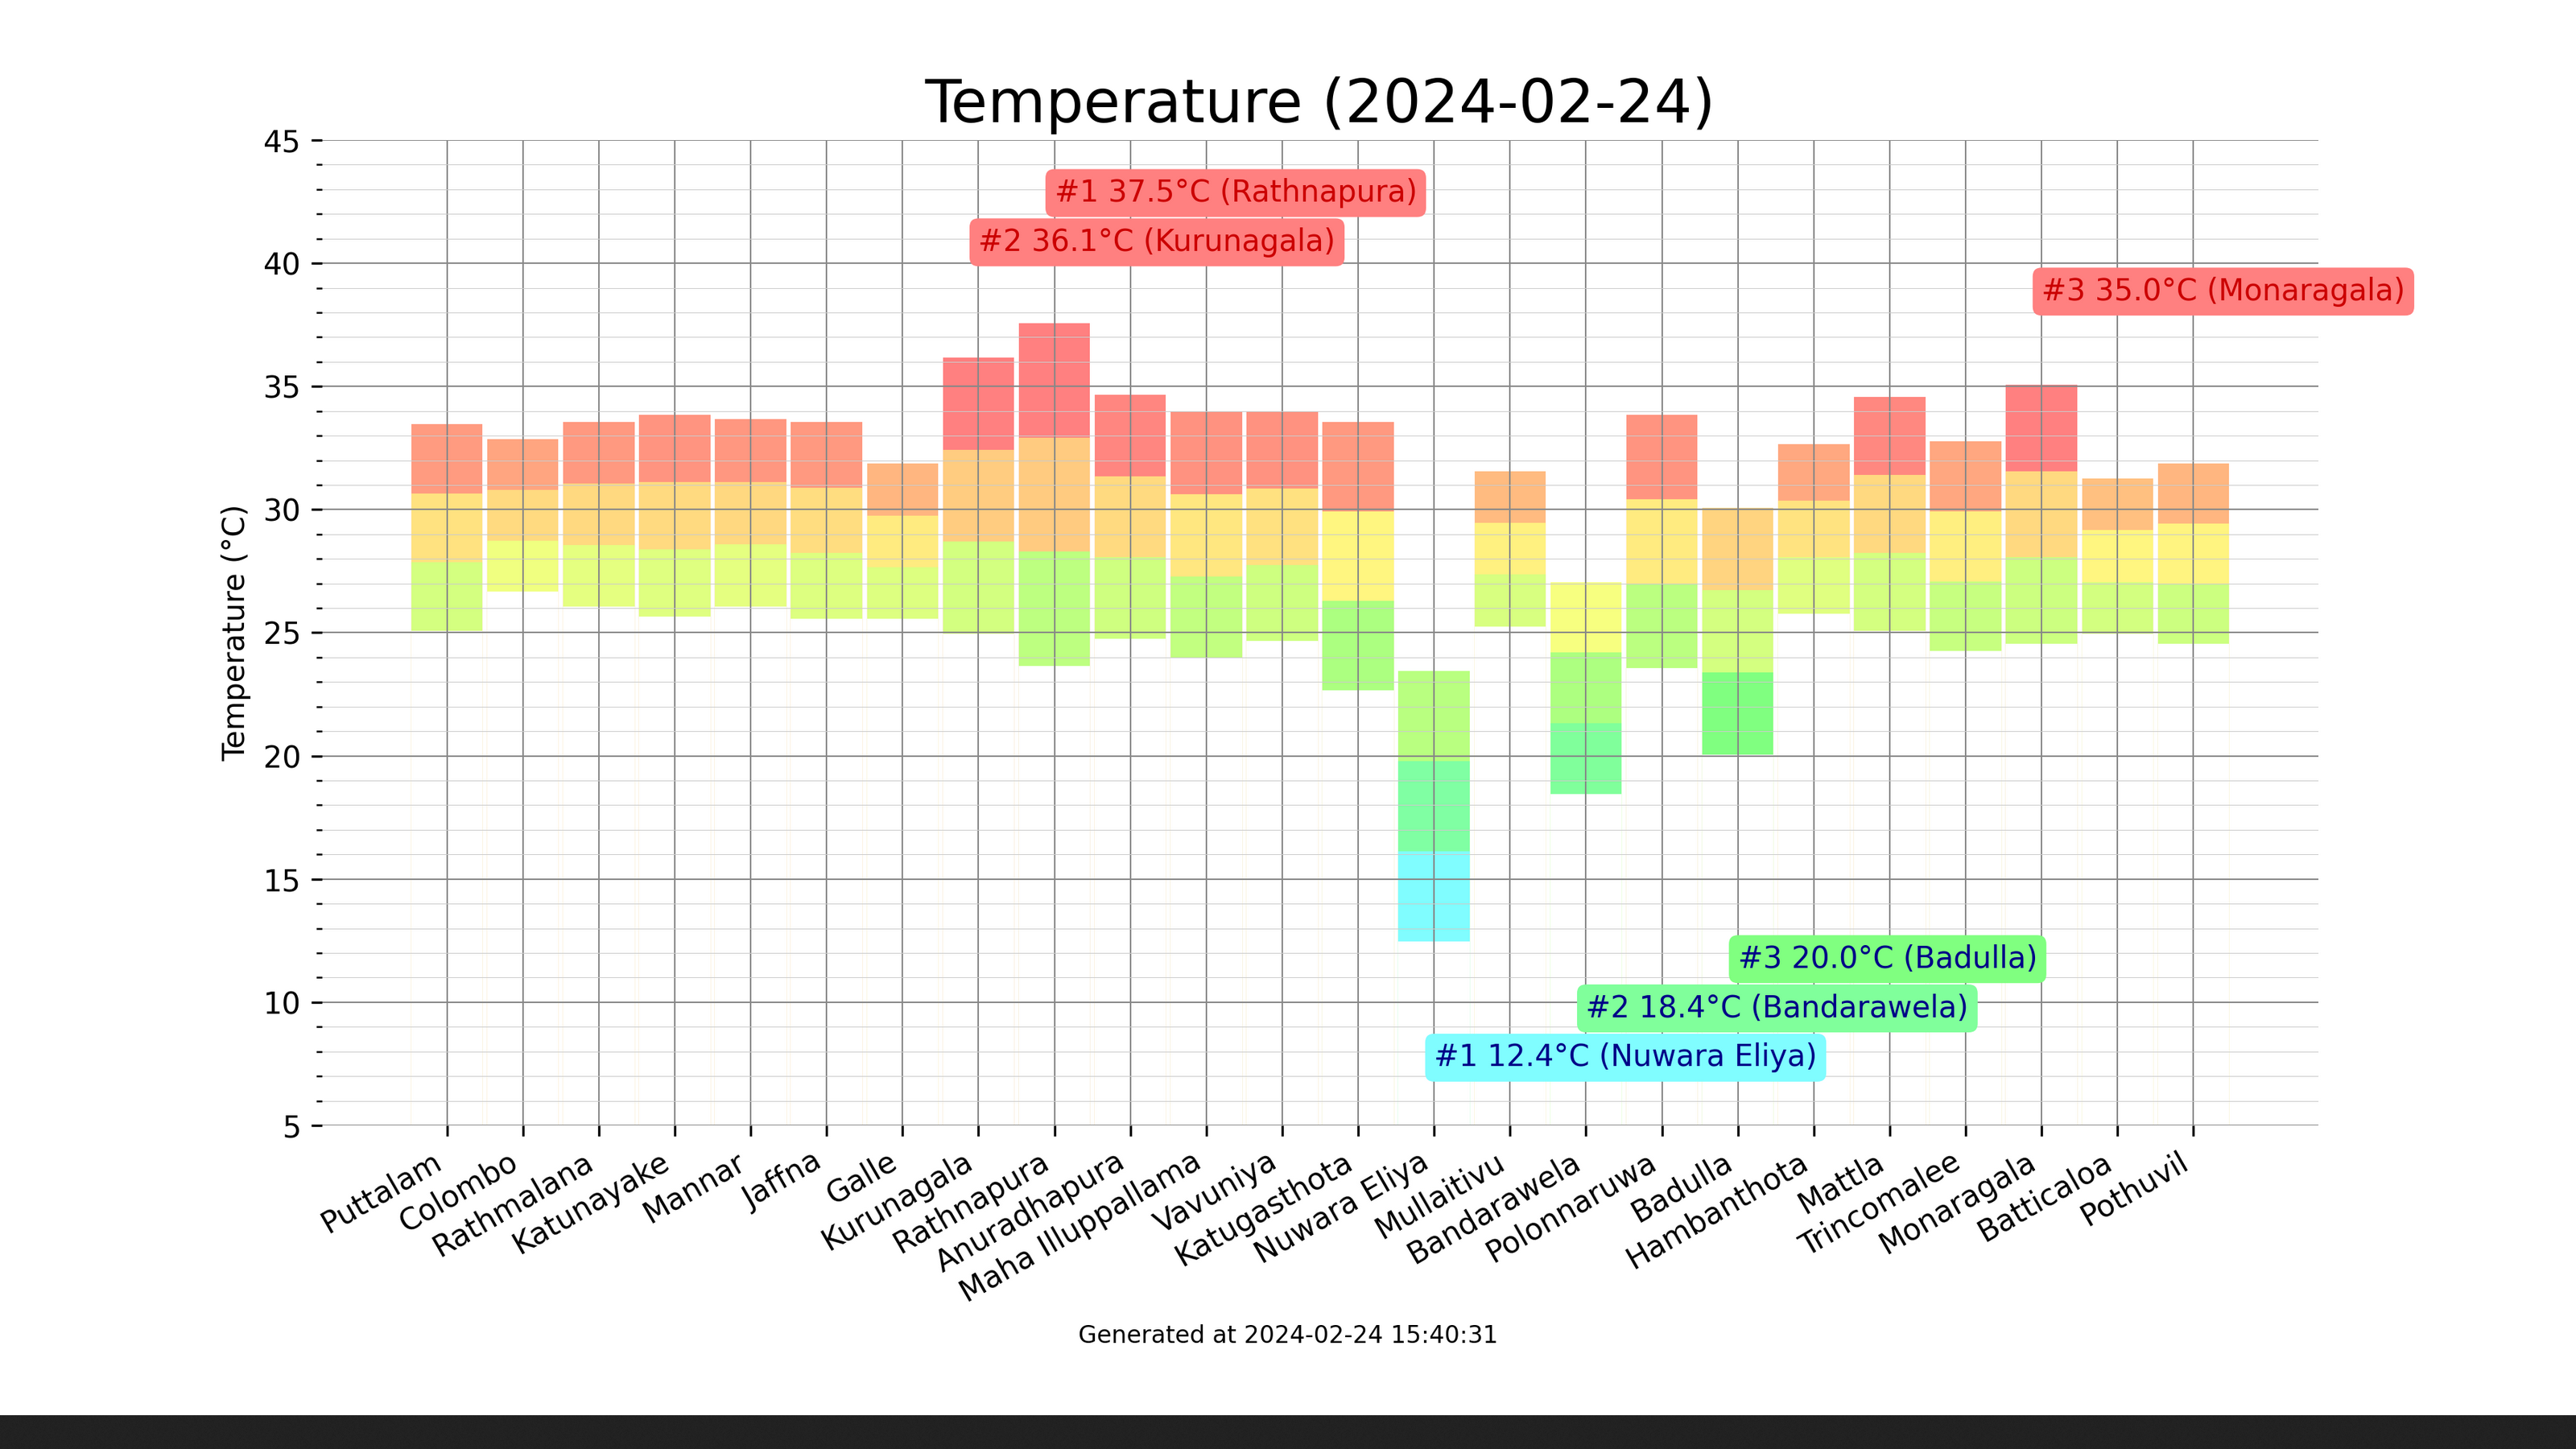 Temperature (2024-02-24)
45
40
35
30
25
20
15
10
5
Temperature (°C)
#1 37.5°C (Rathnapura)
#2 36.1°C (Kurunagala)
#3 35.0°C (Monaragala)
#3 20.0°C (Badulla)
#2 18.4°C (Bandarawela)
#1 12.4°C (Nuwara Eliya)
Puttalam
Colombo
Rathmalana
Katunayake
Mannar
Jaffna
Galle
Kurunagala
Rathnapura
Anuradhapura
Maha Illuppallama
Vavuniya
Katugasthota
Nuwara Eliya
Mullaitivu
Bandarawela
Polonnaruwa
Badulla
Hambanthota
Mattla
Trincomalee
Monaragala
Batticaloa
Pothuvil
Generated at 2024-02-24 15:40:31